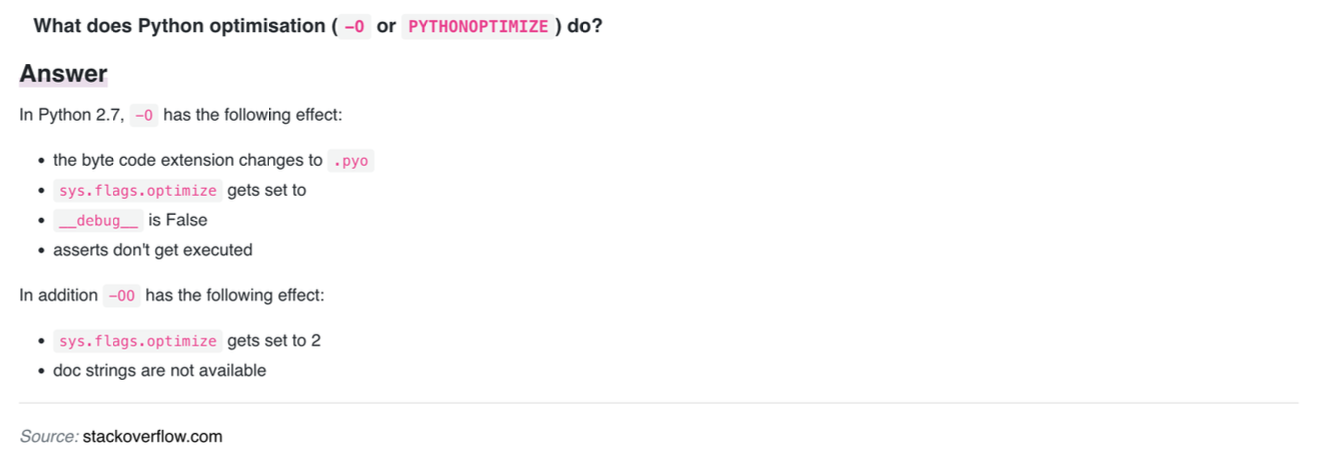 What does Python optimisation ( -O or PYTHONOPTIMIZE ) do?
Answer
In Python 2.7, -O has the following effect:
• the byte code extension changes to .pyo
• sys.flags.optimize gets set to
• __debug__ is False
• asserts don't get executed
In addition -OO has the following effect:
• sys.flags.optimize gets set to 2
• doc strings are not available
Source: stackoverflow.com